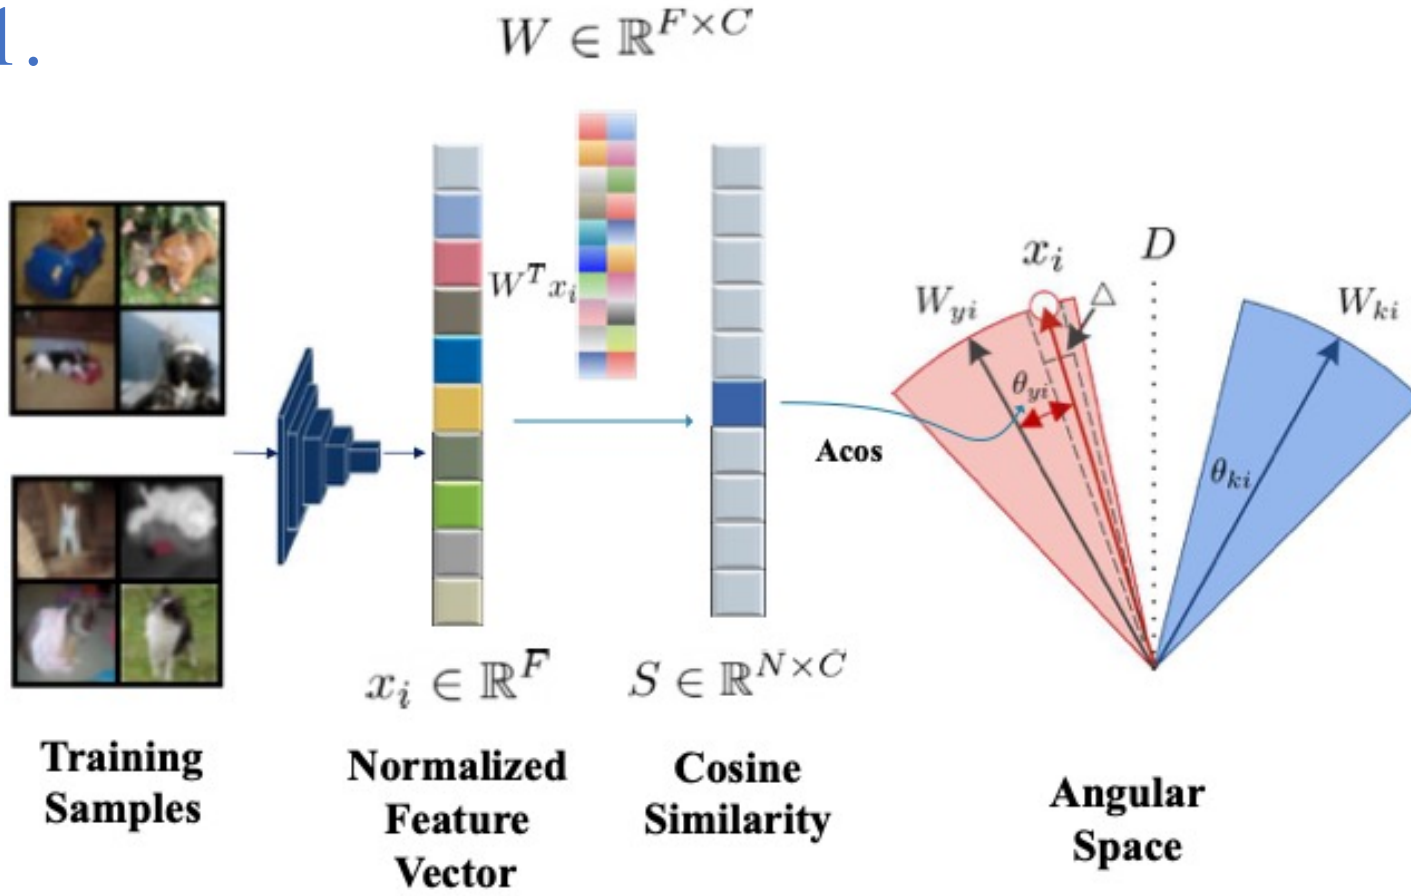 1.
W ∈ ℝ^{F×C}
W^T x_i
x_i
D
△
W_{yi}
W_{ki}
θ_{yi}
θ_{ki}
Acos
x_i ∈ ℝ^F
S ∈ ℝ^{N×C}
Training
Samples
Normalized
Feature
Vector
Cosine
Similarity
Angular
Space